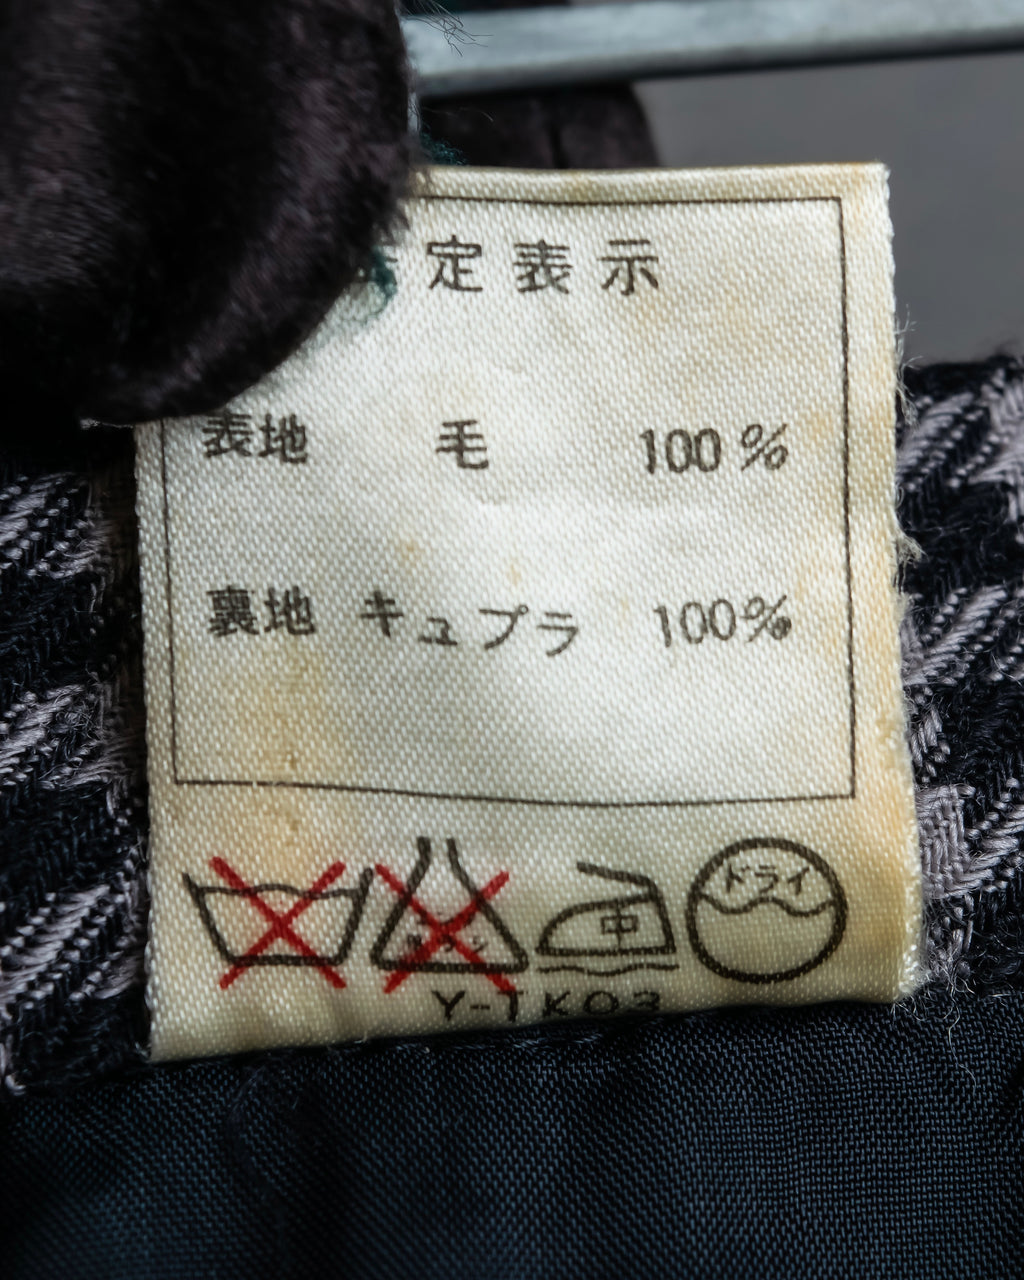 定表示
表地 毛 100%
裏地 キュプラ 100%
中 ドライ
Y-TK03